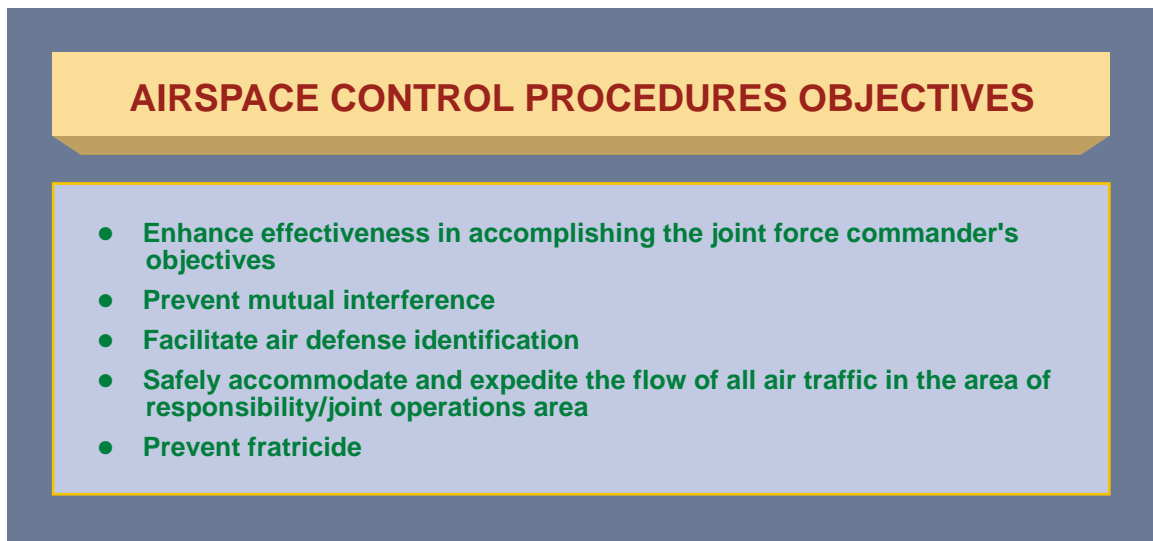 AIRSPACE CONTROL PROCEDURES OBJECTIVES
● Enhance effectiveness in accomplishing the joint force commander's
objectives
● Prevent mutual interference
● Facilitate air defense identification
● Safely accommodate and expedite the flow of all air traffic in the area of
responsibility/joint operations area
● Prevent fratricide